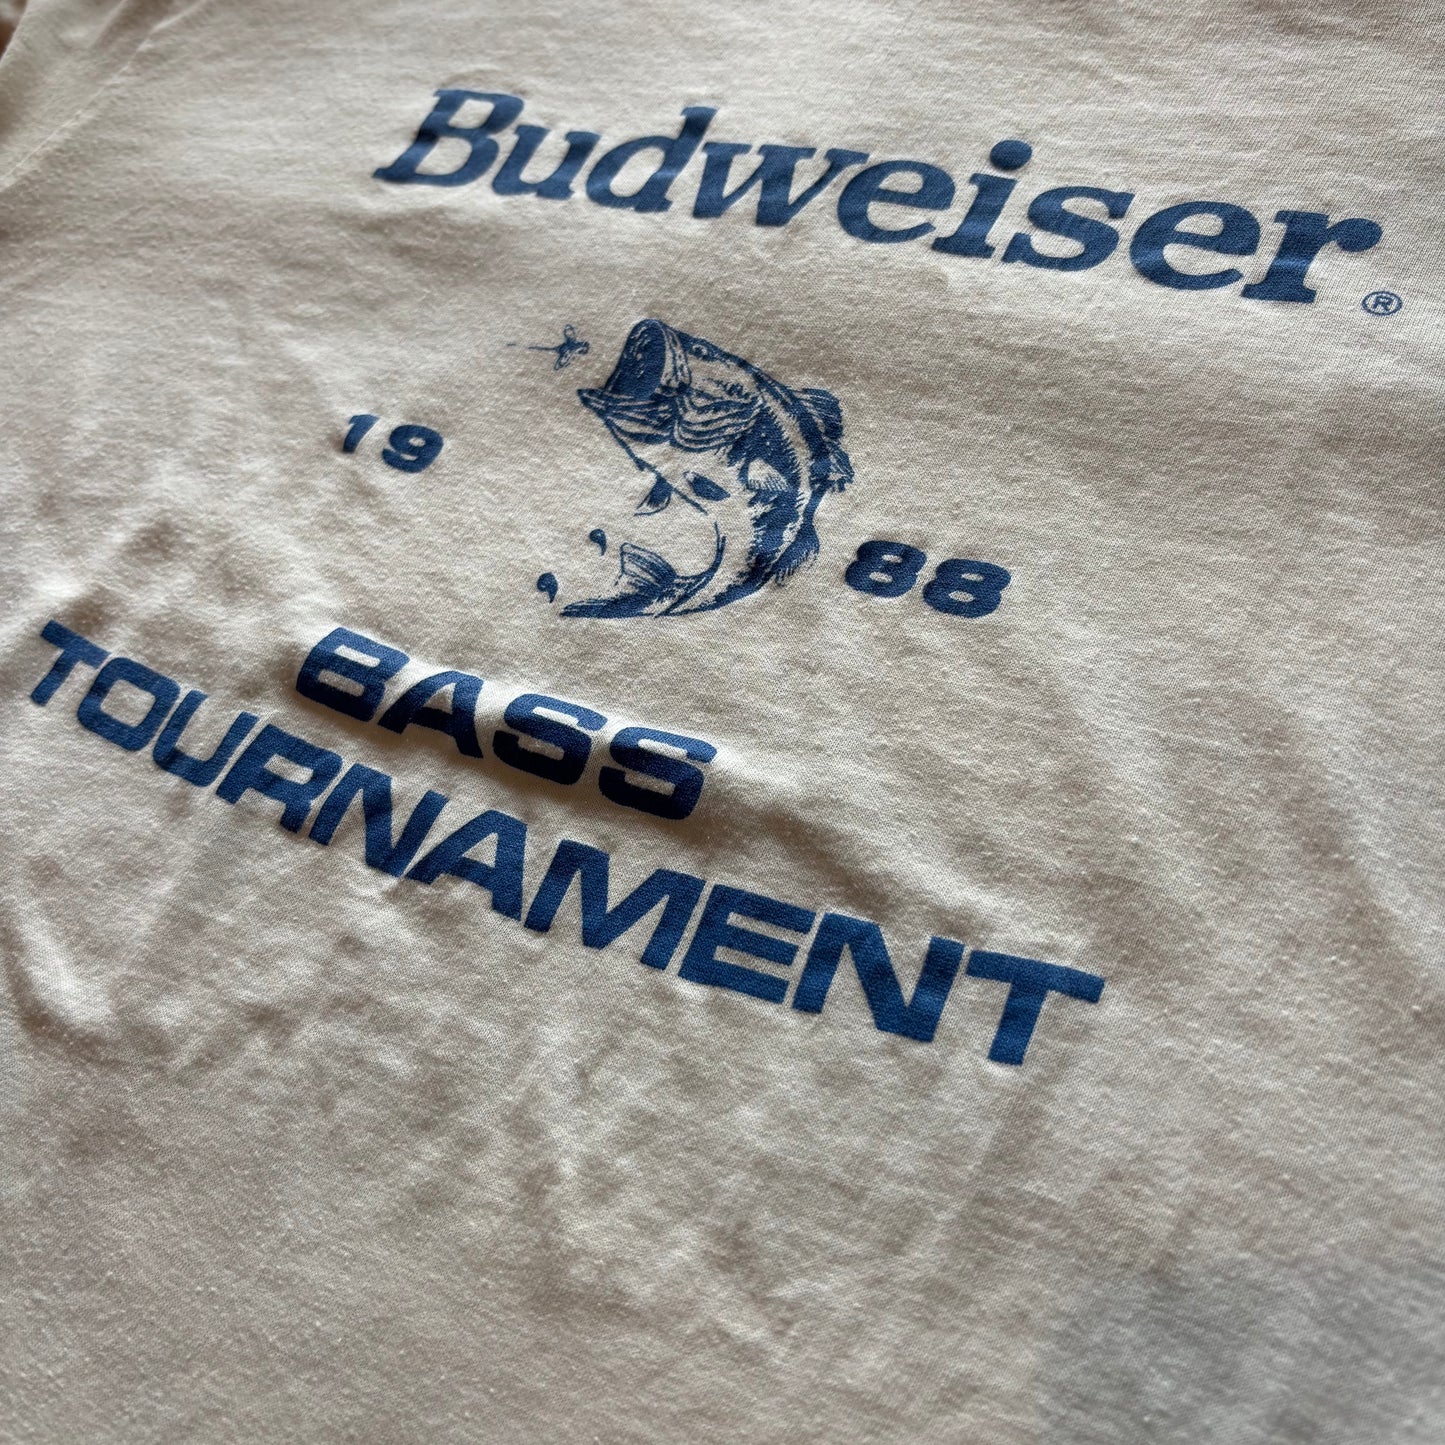 Budweiser®
19 88
BASS
TOURNAMENT